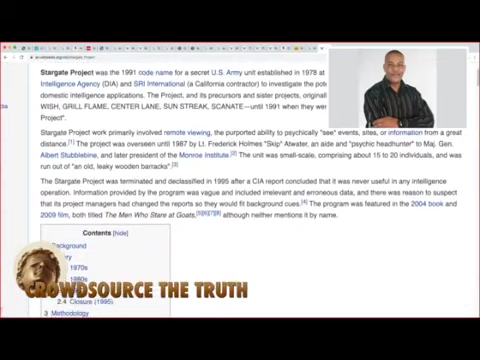 Stargate Project was the 1991 code name for a secret U.S. Army unit established in 1978 at
Intelligence Agency (DIA) and SRI International (a California contractor) to investigate the pote
domestic intelligence applications. The Project, and its precursors and sister projects, original
WISH, GRILL FLAME, CENTER LANE, SUN STREAK, SCANATE—until 1991 when they wer
Project".
Stargate Project work primarily involved remote viewing, the purported ability to psychically "see" events, sites, or information from a great
distance.[1] The project was overseen until 1987 by Lt. Frederick Holmes "Skip" Atwater, an aide and "psychic headhunter" to Maj. Gen.
Albert Stubblebine, and later president of the Monroe Institute.[2] The unit was small-scale, comprising about 15 to 20 individuals, and was
run out of "an old, leaky wooden barracks".[3]
The Stargate Project was terminated and declassified in 1995 after a CIA report concluded that it was never useful in any intelligence
operation. Information provided by the program was vague and included irrelevant and erroneous data, and there was reason to suspect
that its project managers had changed the reports so they would fit background cues.[4] The program was featured in the 2004 book and
2009 film, both titled The Men Who Stare at Goats,[5][6][7][8] although neither mentions it by name.
Contents [hide]
Background
1970s
1980s
CROWDSOURCE THE TRUTH
2.4 Closure (1995)
3 Methodology